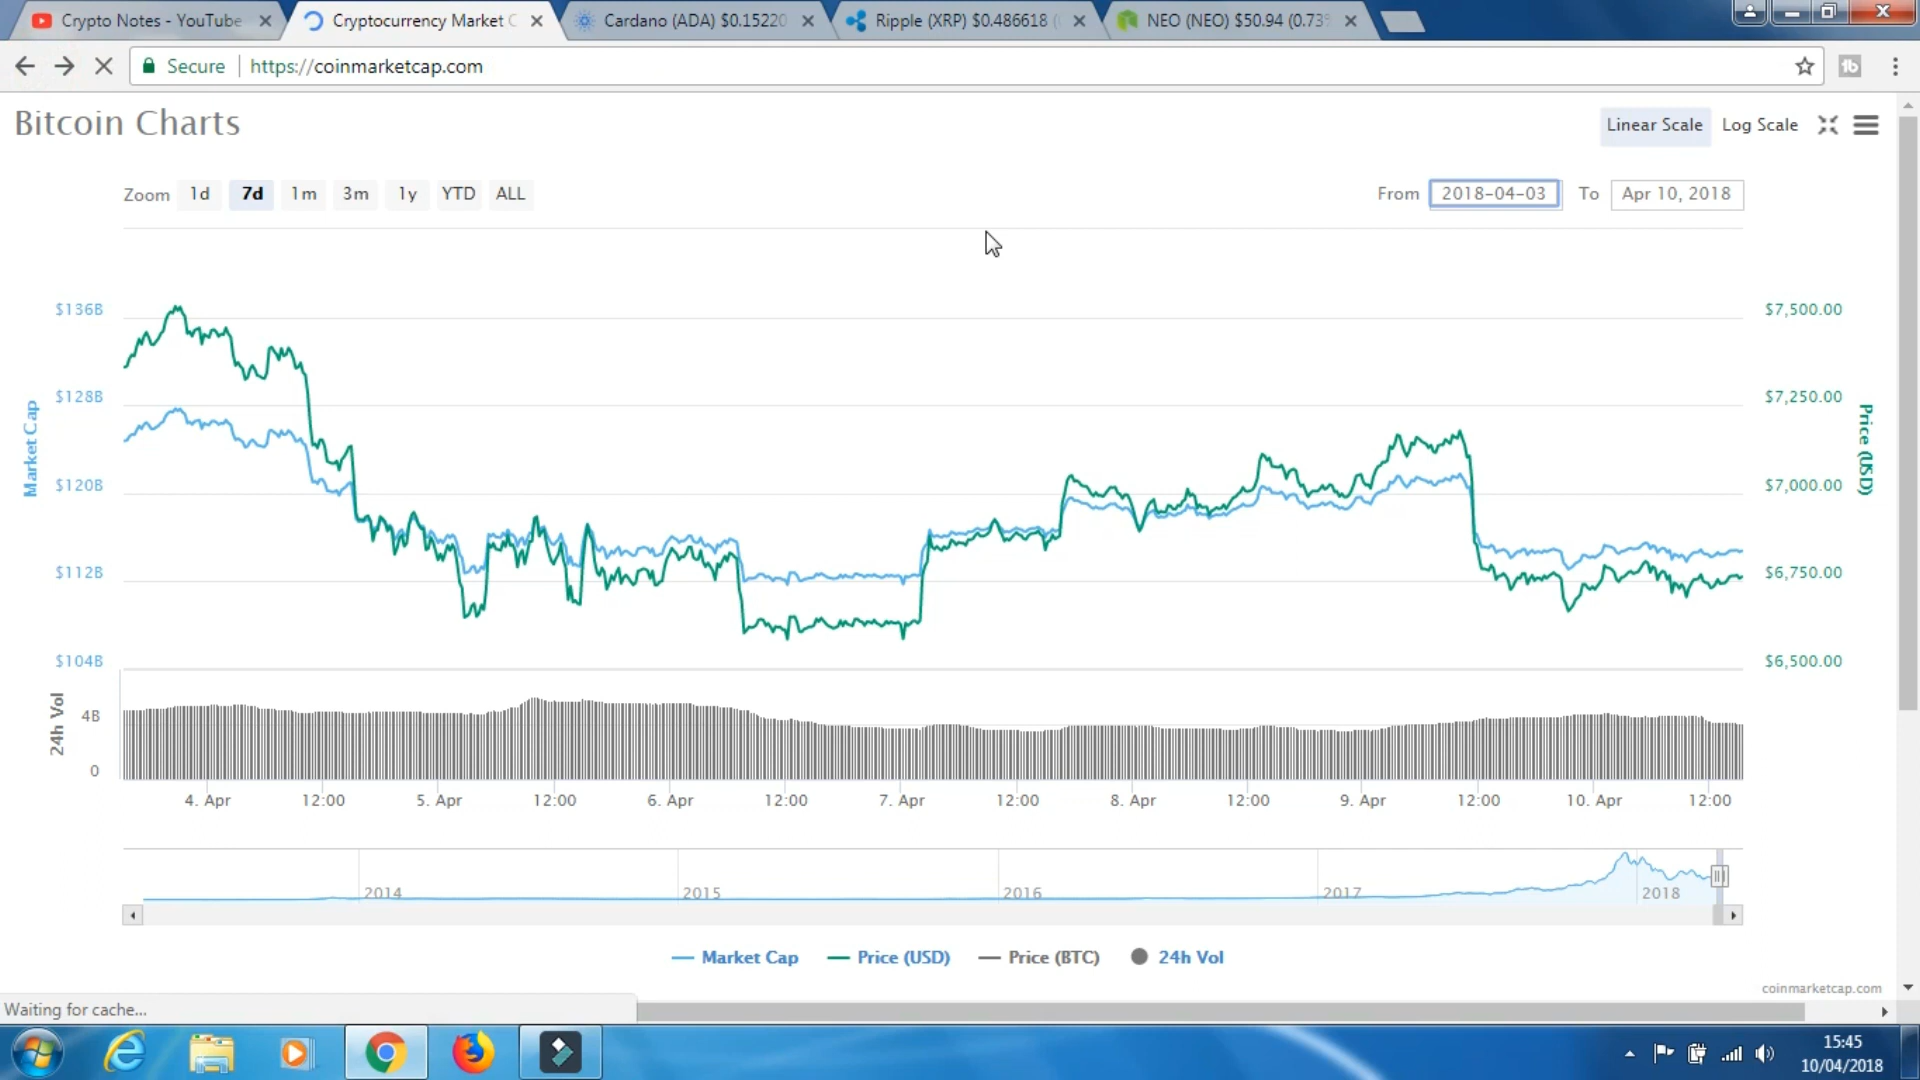 Crypto Notes - YouTube
Cryptocurrency Market C
Cardano (ADA) $0.15220
Ripple (XRP) $0.486618 (
NEO (NEO) $50.94 (0.73%
Secure https://coinmarketcap.com
Bitcoin Charts
Linear Scale Log Scale
Zoom 1d 7d 1m 3m 1y YTD ALL
From 2018-04-03 To Apr 10, 2018
$136B $7,500.00
$128B $7,250.00
Market Cap
Price (USD)
$120B $7,000.00
$112B $6,750.00
$104B $6,500.00
24h Vol
4B
0
4. Apr 12:00 5. Apr 12:00 6. Apr 12:00 7. Apr 12:00 8. Apr 12:00 9. Apr 12:00 10. Apr 12:00
2014 2015 2016 2017 2018
Market Cap Price (USD) Price (BTC) 24h Vol
coinmarketcap.com
Waiting for cache...
15:45
10/04/2018